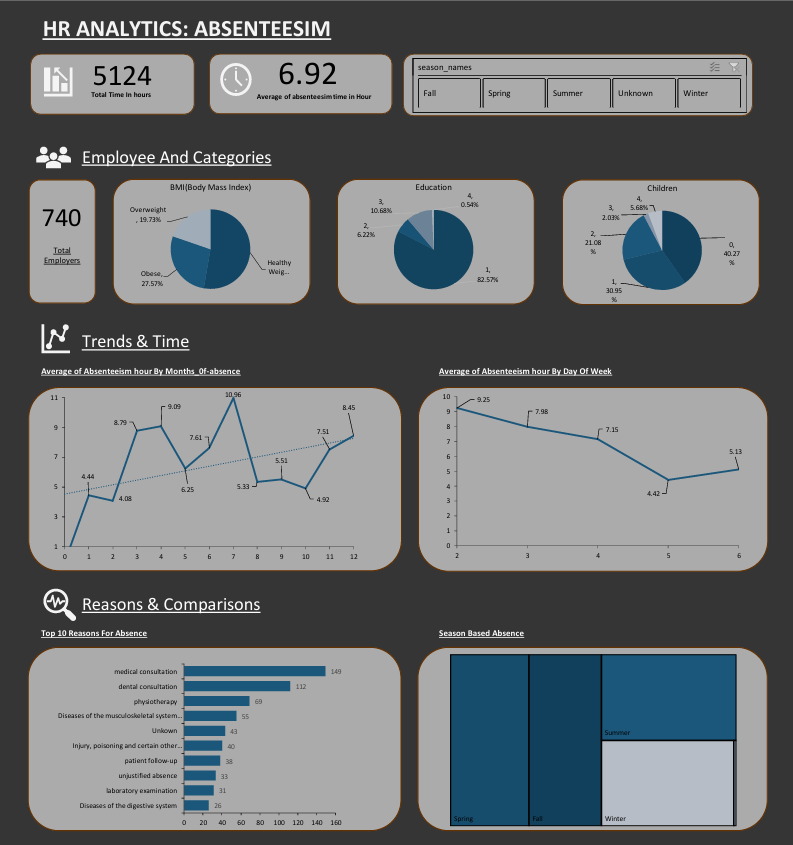 HR ANALYTICS: ABSENTEESIM
5124
Total Time In hours
6.92
Average of absenteesim time in Hour
season_names
Fall
Spring
Summer
Unknown
Winter
Employee And Categories
740
Total
Employers
BMI(Body Mass Index)
Overweight
, 19.73%
Obese,
27.57%
Healthy
Weig...
Education
3,
10.68%
4,
0.54%
2,
6.22%
1,
82.57%
Children
4,
5.68%
3,
2.03%
2,
21.08
%
0,
40.27
%
1,
30.95
%
Trends & Time
Average of Absenteeism hour By Months_0f-absence
11
9
7
5
3
1
4.44
4.08
8.79
9.09
6.25
7.61
10.96
5.33
5.51
4.92
7.51
8.45
0 1 2 3 4 5 6 7 8 9 10 11 12
Average of Absenteeism hour By Day Of Week
10
9
8
7
6
5
4
3
2
1
0
9.25
7.98
7.15
4.42
5.13
2 3 4 5 6
Reasons & Comparisons
Top 10 Reasons For Absence
medical consultation 149
dental consultation 112
physiotherapy 69
Diseases of the musculoskeletal system... 55
Unkown 43
Injury, poisoning and certain other... 40
patient follow-up 38
unjustified absence 33
laboratory examination 31
Diseases of the digestive system 26
0 20 40 60 80 100 120 140 160
Season Based Absence
Spring
Fall
Summer
Winter